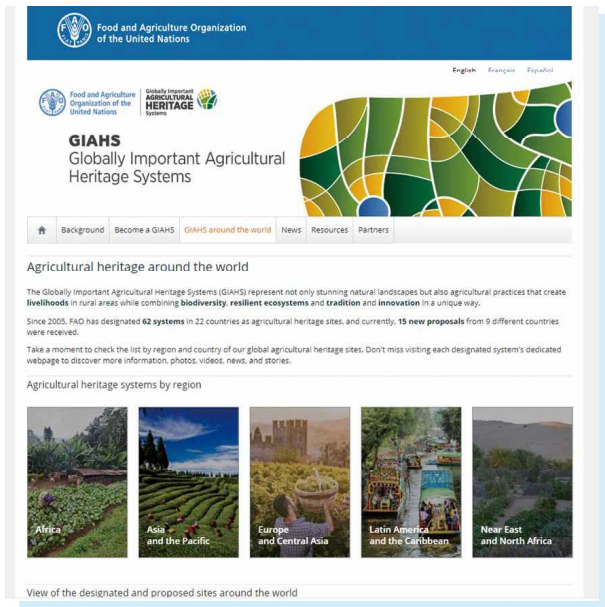 Food and Agriculture Organization
of the United Nations
English Français Español
Food and Agriculture
Organization of the
United Nations
Globally Important
AGRICULTURAL
HERITAGE
Systems
GIAHS
Globally Important Agricultural
Heritage Systems
Background Become a GIAHS GIAHS around the world News Resources Partners
Agricultural heritage around the world
The Globally Important Agricultural Heritage Systems (GIAHS) represent not only stunning natural landscapes but also agricultural practices that create
livelihoods in rural areas while combining biodiversity, resilient ecosystems and tradition and innovation in a unique way.
Since 2005, FAO has designated 62 systems in 22 countries as agricultural heritage sites, and currently, 15 new proposals from 9 different countries
were received.
Take a moment to check the list by region and country of our global agricultural heritage sites. Don't miss visiting each designated system's dedicated
webpage to discover more information, photos, videos, news, and stories.
Agricultural heritage systems by region
Africa
Asia
and the Pacific
Europe
and Central Asia
Latin America
and the Caribbean
Near East
and North Africa
View of the designated and proposed sites around the world